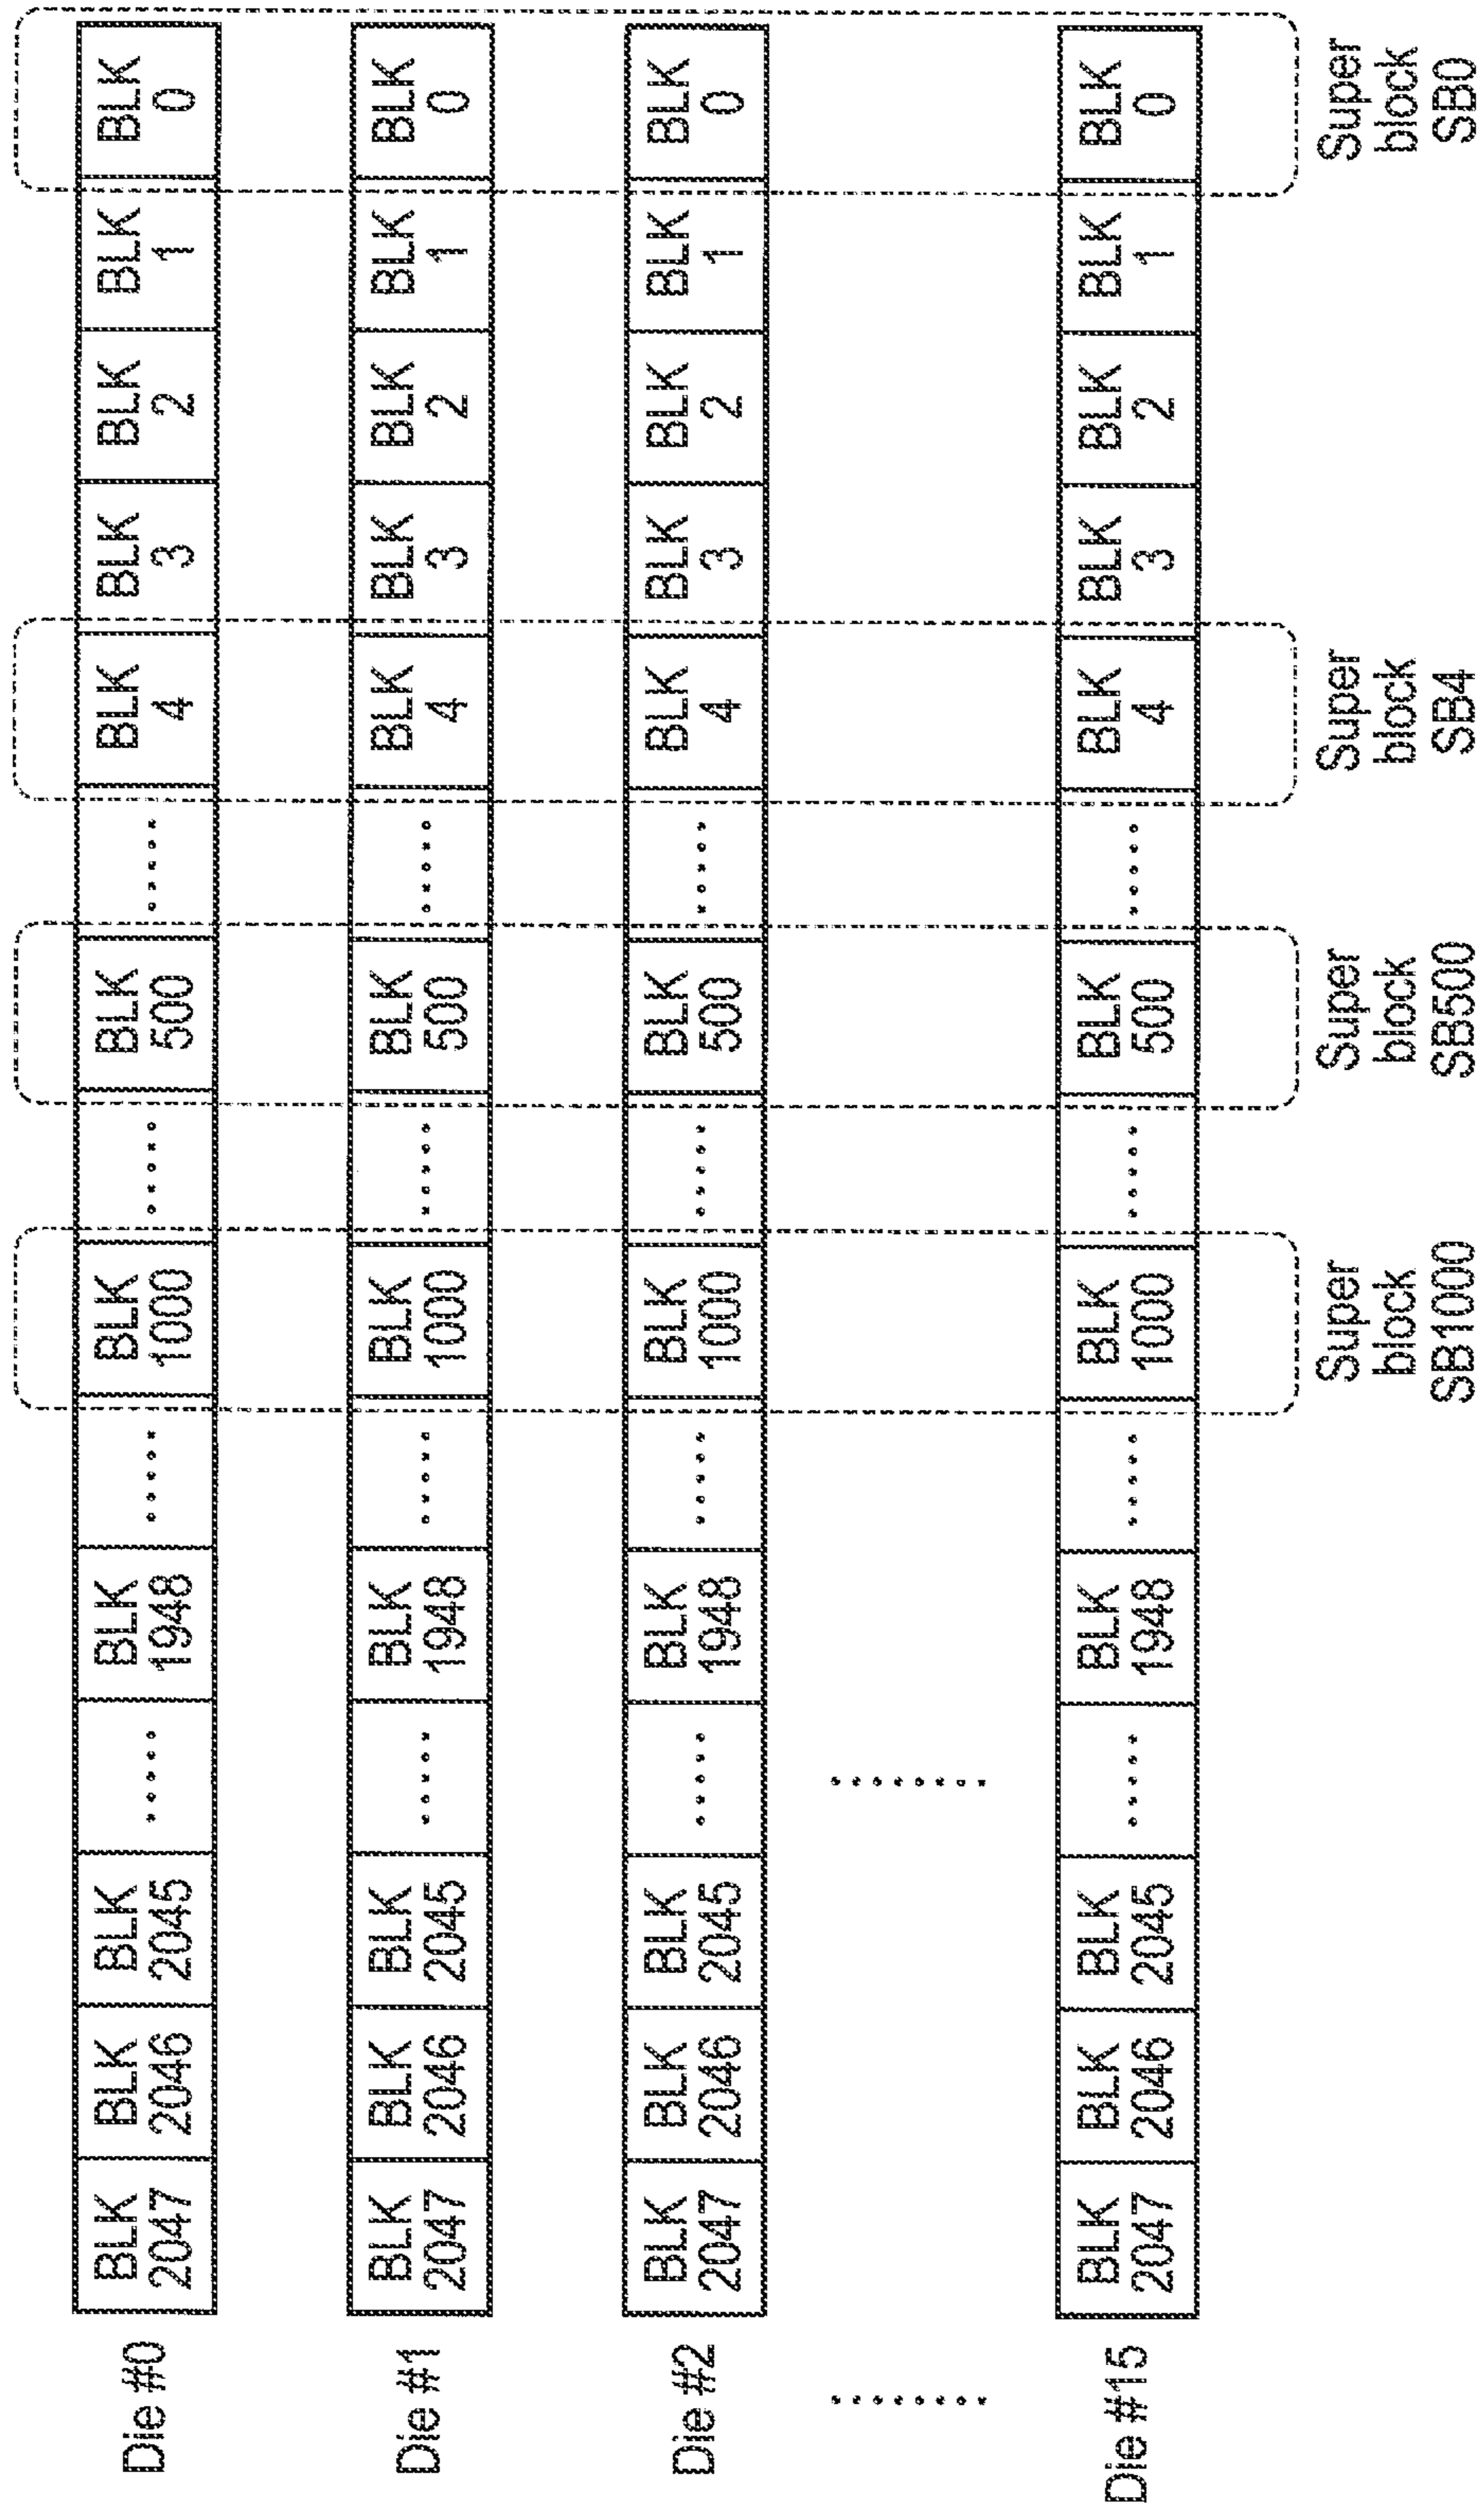 Die #0
BLK 2047
BLK 2046
BLK 2045
.....
BLK 1948
.....
BLK 1000
.....
BLK 500
.....
BLK 4
BLK 3
BLK 2
BLK 1
BLK 0
Die #1
BLK 2047
BLK 2046
BLK 2045
.....
BLK 1948
.....
BLK 1000
.....
BLK 500
.....
BLK 4
BLK 3
BLK 2
BLK 1
BLK 0
Die #2
BLK 2047
BLK 2046
BLK 2045
.....
BLK 1948
.....
BLK 1000
.....
BLK 500
.....
BLK 4
BLK 3
BLK 2
BLK 1
BLK 0
........
........
Die #15
BLK 2047
BLK 2046
BLK 2045
.....
BLK 1948
.....
BLK 1000
.....
BLK 500
.....
BLK 4
BLK 3
BLK 2
BLK 1
BLK 0
Super
block
SB1000
Super
block
SB500
Super
block
SB4
Super
block
SB0